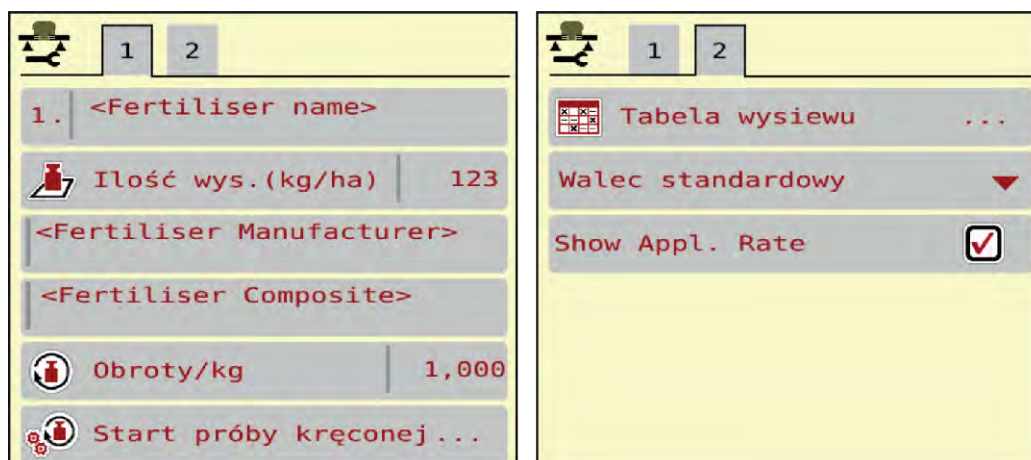 1 2
1. <Fertiliser name>
Ilość wys.(kg/ha) 123
<Fertiliser Manufacturer>
<Fertiliser Composite>
Obroty/kg 1,000
Start próby kręconej...
1 2
Tabela wysiewu ...
Walec standardowy
Show Appl. Rate